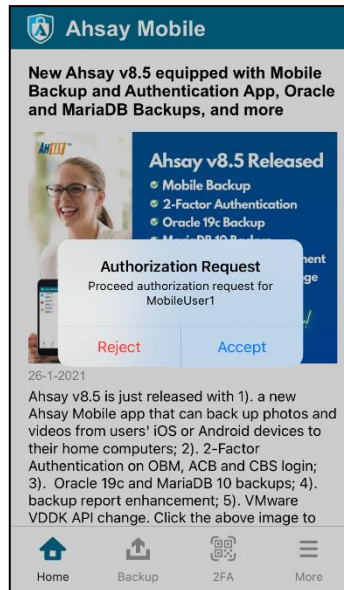 Ahsay Mobile
New Ahsay v8.5 equipped with Mobile
Backup and Authentication App, Oracle
and MariaDB Backups, and more
Ahsay v8.5 Released
Mobile Backup
2-Factor Authentication
Oracle 19c Backup
MariaDB 10 Backup
Authorization Request
Proceed authorization request for
MobileUser1
Reject
Accept
26-1-2021
Ahsay v8.5 is just released with 1). a new
Ahsay Mobile app that can back up photos and
videos from users' iOS or Android devices to
their home computers; 2). 2-Factor
Authentication on OBM, ACB and CBS login;
3). Oracle 19c and MariaDB 10 backups; 4).
backup report enhancement; 5). VMware
VDDK API change. Click the above image to
Home
Backup
2FA
More